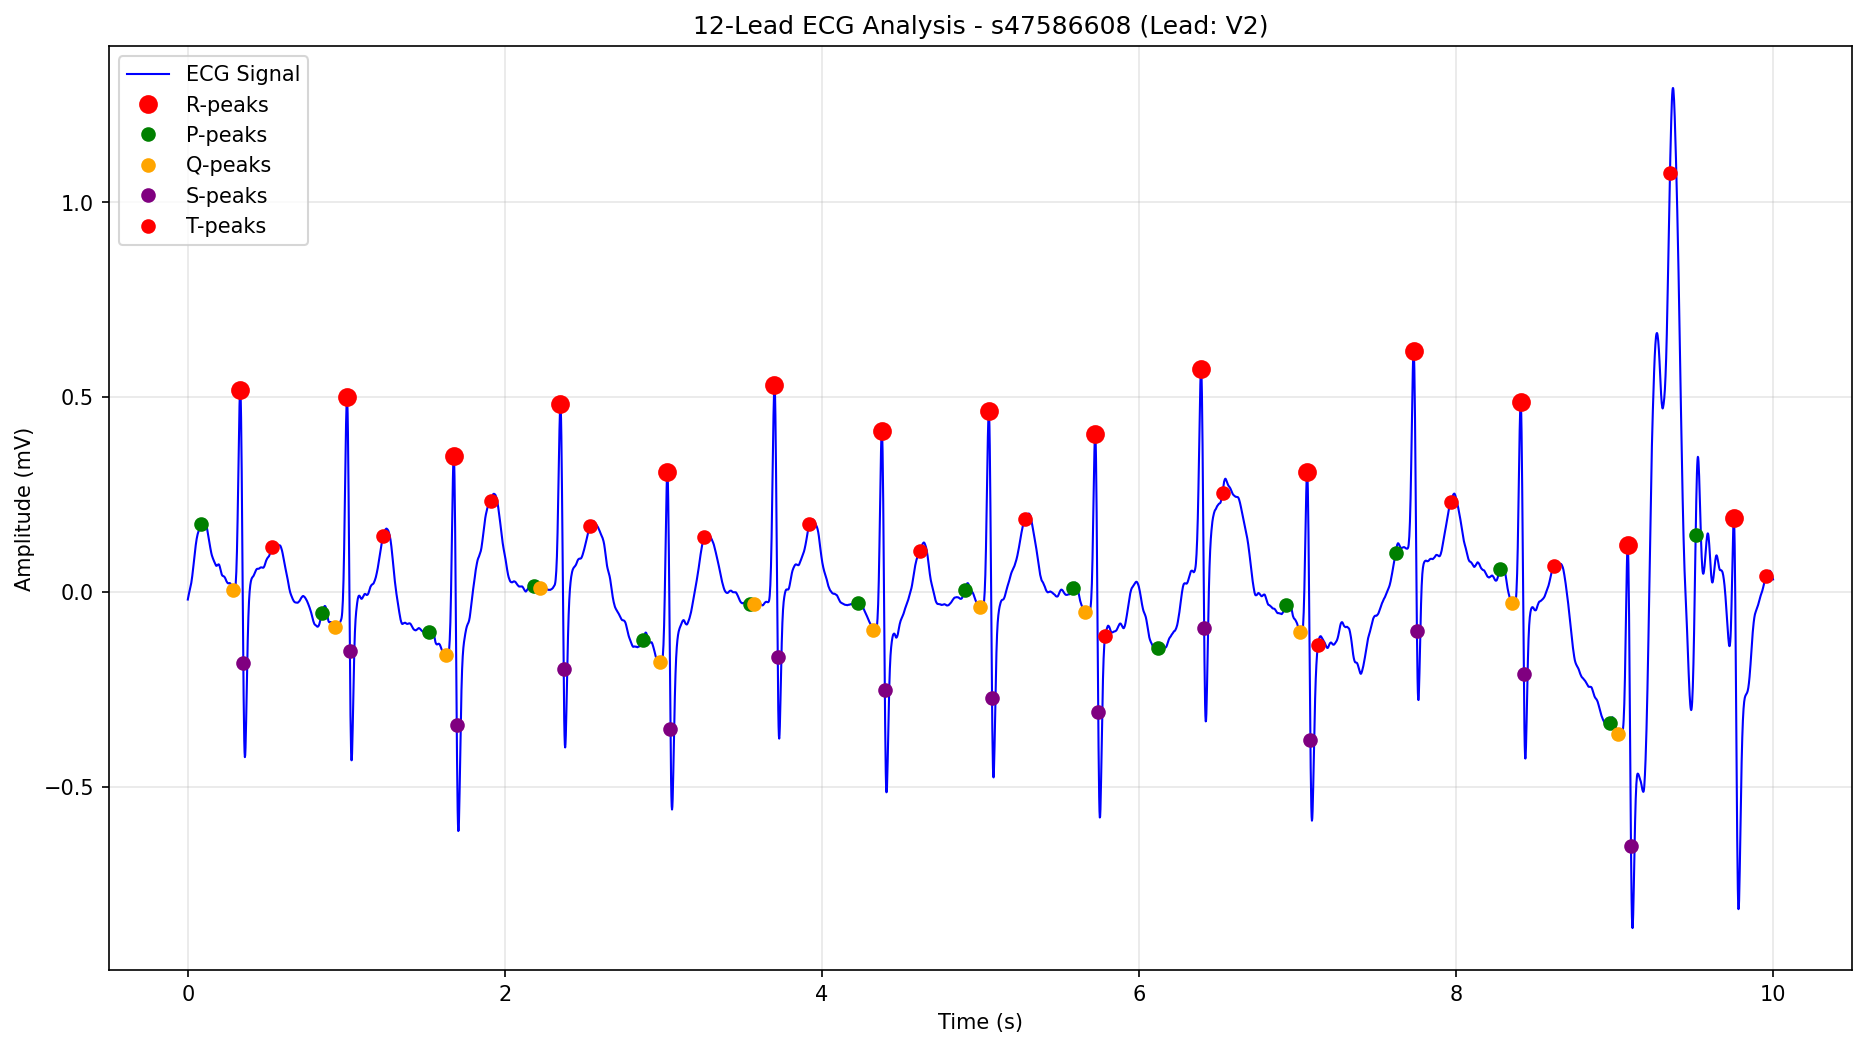 12-Lead ECG Analysis - s47586608 (Lead: V2)
ECG Signal
R-peaks
P-peaks
Q-peaks
S-peaks
T-peaks
Amplitude (mV)
1.0
0.5
0.0
−0.5
0
2
4
6
8
10
Time (s)